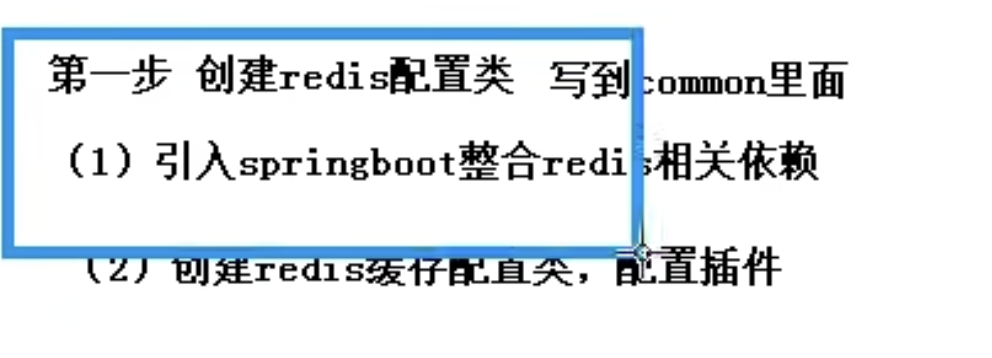 第一步 创建redis配置类 写到common里面
（1）引入springboot整合redis相关依赖
（2）创建redis缓存配置类，配置插件